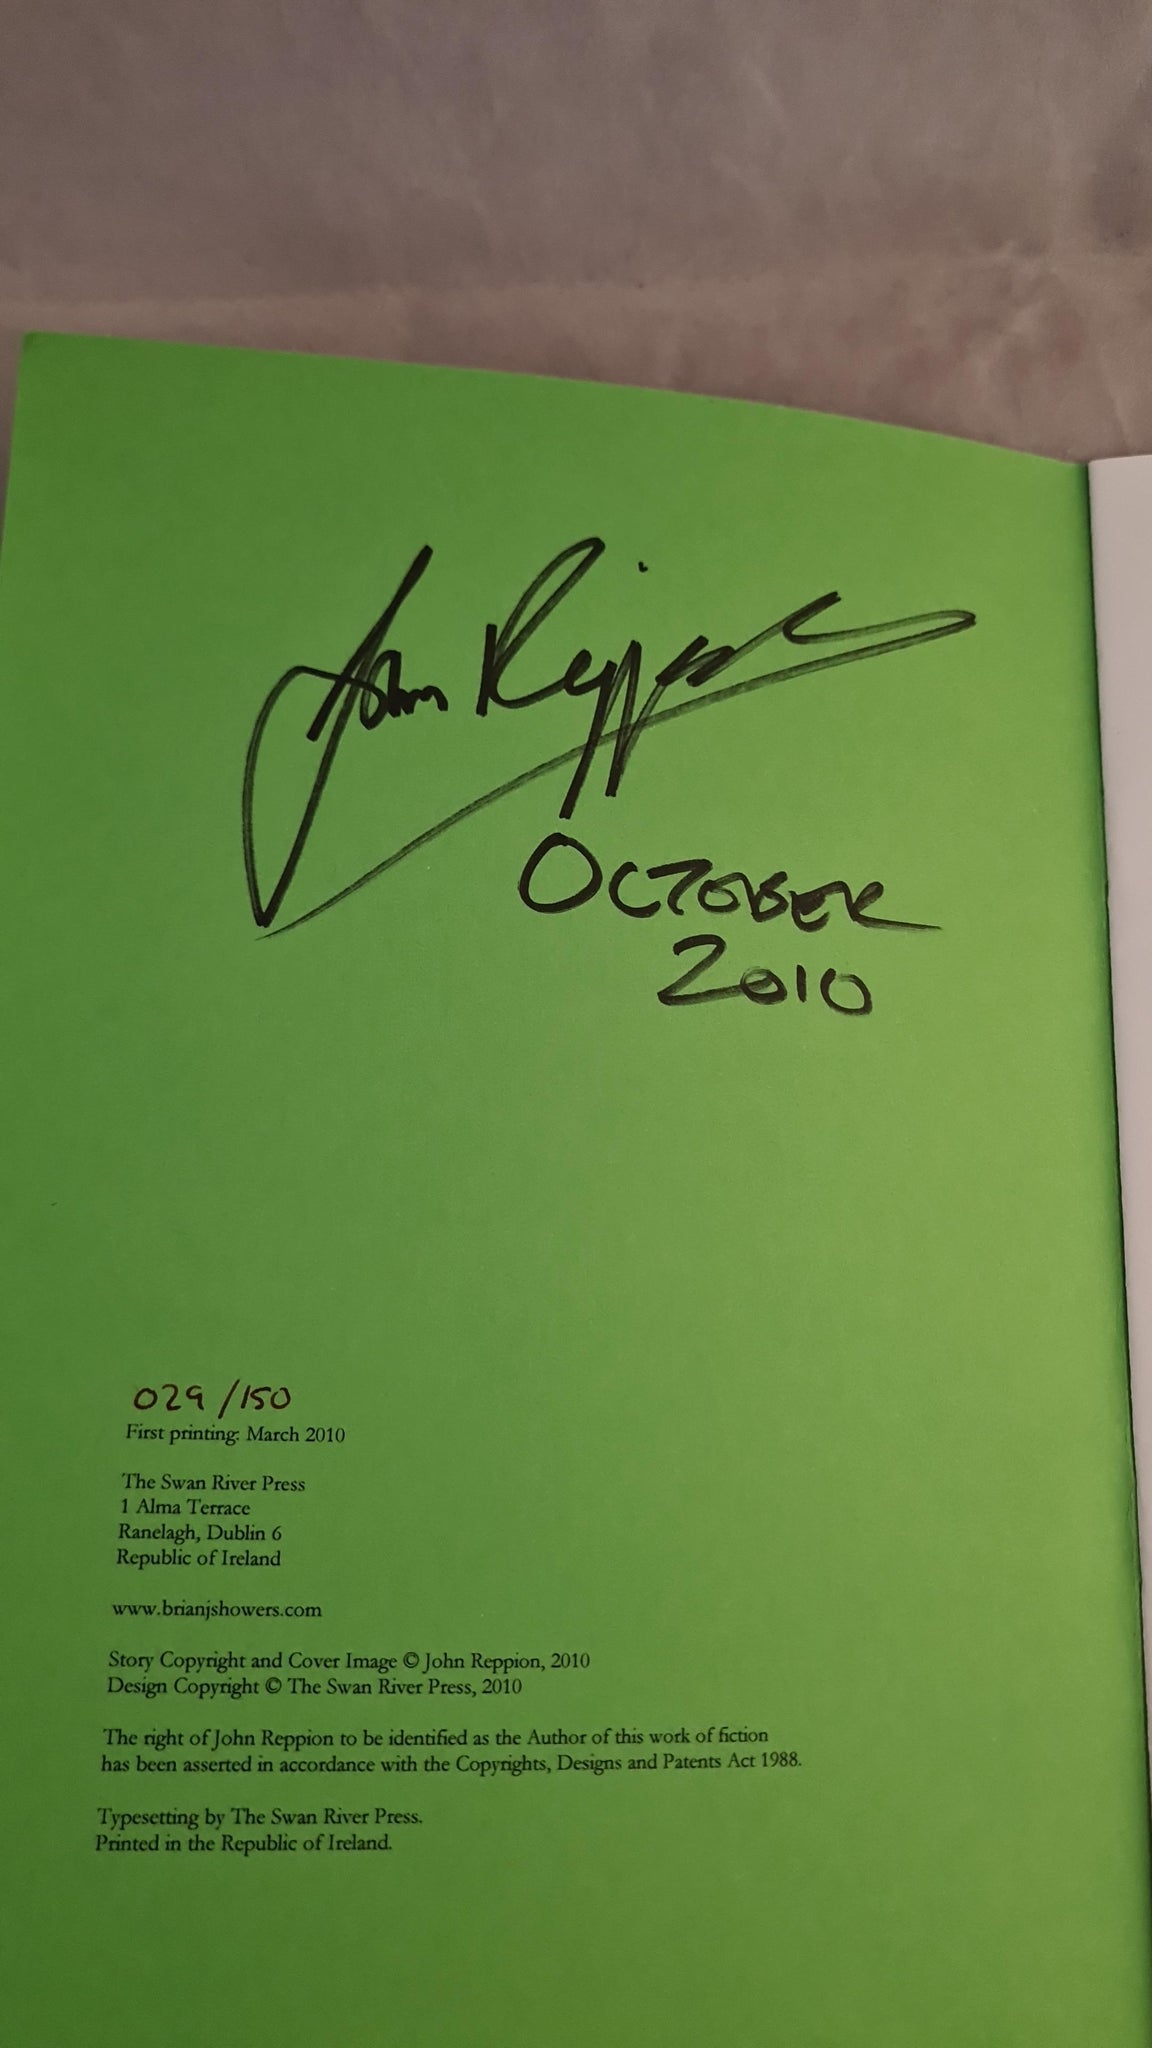 John Reppion
OCTOBER
2010
029/150
First printing: March 2010
The Swan River Press
1 Alma Terrace
Ranelagh, Dublin 6
Republic of Ireland
www.brianjshowers.com
Story Copyright and Cover Image © John Reppion, 2010
Design Copyright © The Swan River Press, 2010
The right of John Reppion to be identified as the Author of this work of fiction
has been asserted in accordance with the Copyrights, Designs and Patents Act 1988.
Typesetting by The Swan River Press.
Printed in the Republic of Ireland.